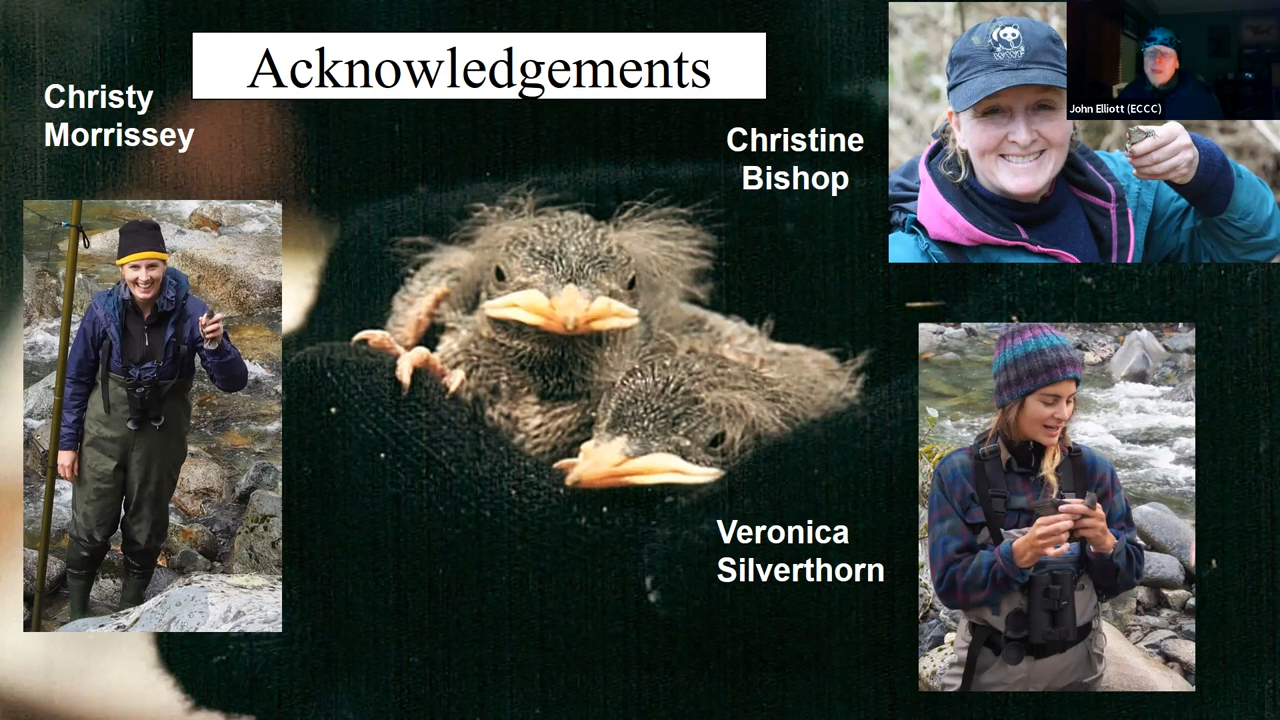 Acknowledgements
Christy
Morrissey
Christine
Bishop
John Elliott (ECCC)
Veronica
Silverthorn